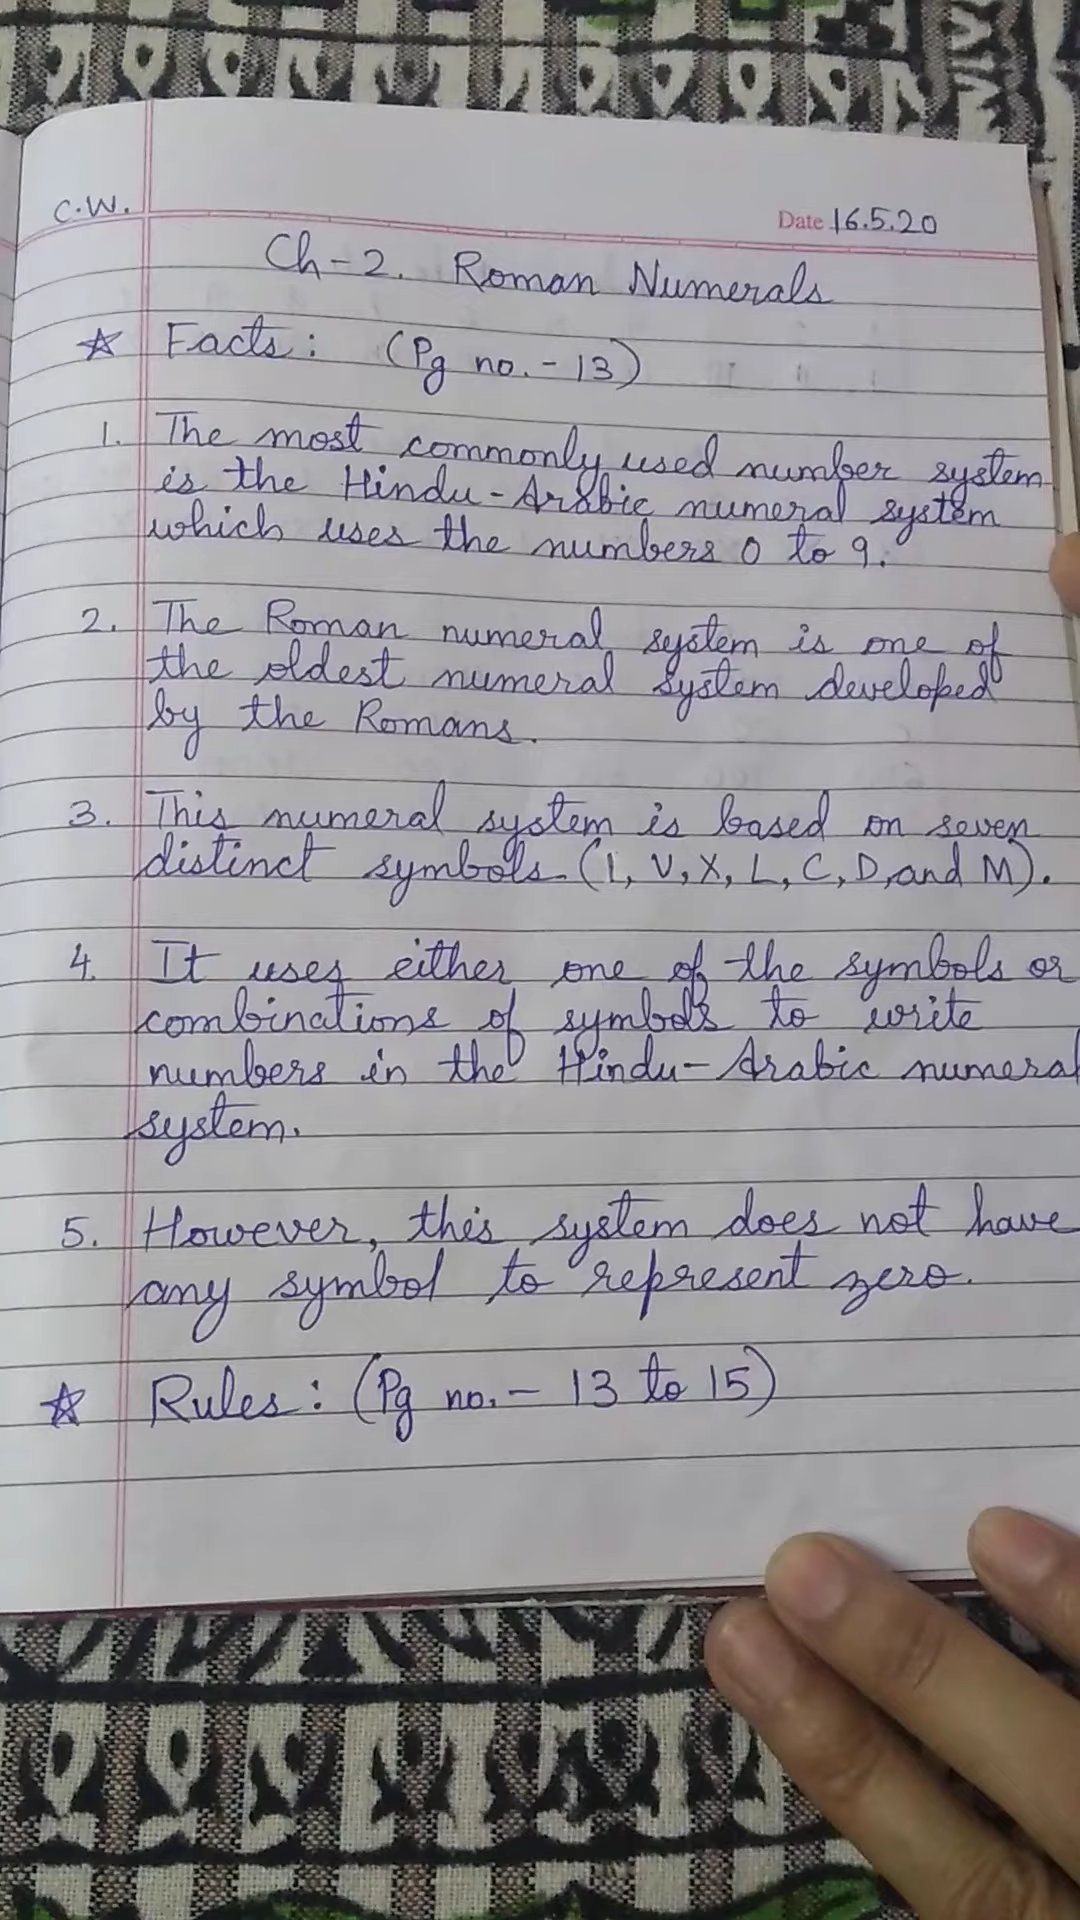 C.W.
Date 16.5.20
Ch-2. Roman Numerals
☆ Facts: (Pg no. - 13)
1. The most commonly used number system
is the Hindu-Arabic numeral system
which uses the numbers 0 to 9.
2. The Roman numeral system is one of
the oldest numeral system developed
by the Romans.
3. This numeral system is based on seven
distinct symbols. (I, V, X, L, C, D, and M).
4. It uses either one of the symbols or
combinations of symbols to write
numbers in the Hindu-Arabic numeral
system.
5. However, this system does not have
any symbol to represent zero.
☆ Rules: (Pg no. - 13 to 15)